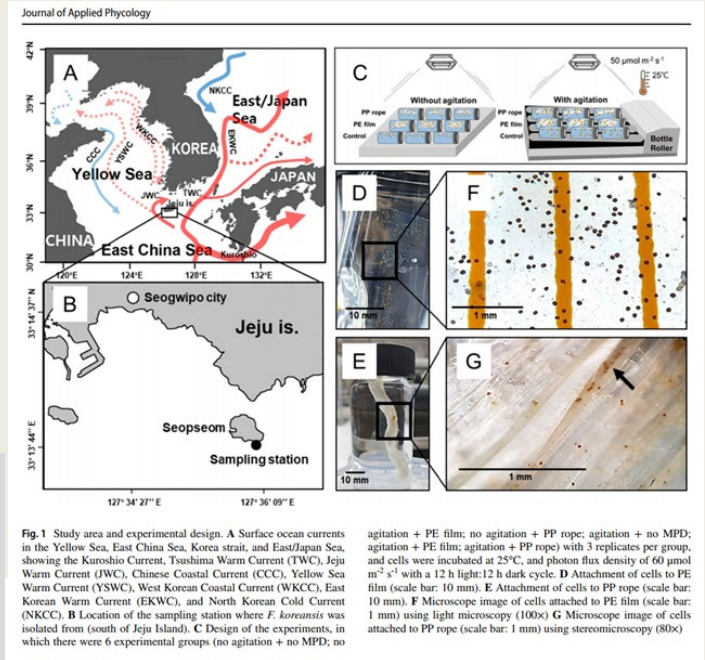 Journal of Applied Phycology
A
42°N
39°N
36°N
33°N
30°N
120°E
124°E
128°E
132°E
NKCC
East/Japan
Sea
EKWC
WKCC
YSWC
CCC
KOREA
Yellow Sea
JAPAN
JWC
TWC
Jeju is.
CHINA
East China Sea
Kuroshio
B
Seogwipo city
Jeju is.
Seopseom
Sampling station
33° 14' 37" N
33° 13' 44" E
127° 34' 27" E
127° 36' 09" E
C
Without agitation
PP rope
PE film
Control
With agitation
PP rope
PE film
Control
50 μmol m⁻² s⁻¹
25℃
Bottle
Roller
D
10 mm
F
1 mm
E
10 mm
G
1 mm
Fig. 1 Study area and experimental design. A Surface ocean currents
in the Yellow Sea, East China Sea, Korea strait, and East/Japan Sea,
showing the Kuroshio Current, Tsushima Warm Current (TWC), Jeju
Warm Current (JWC), Chinese Coastal Current (CCC), Yellow Sea
Warm Current (YSWC), West Korean Coastal Current (WKCC), East
Korean Warm Current (EKWC), and North Korean Cold Current
(NKCC). B Location of the sampling station where F. koreansis was
isolated from (south of Jeju Island). C Design of the experiments, in
which there were 6 experimental groups (no agitation + no MPD; no
agitation + PE film; no agitation + PP rope; agitation + no MPD;
agitation + PE film; agitation + PP rope) with 3 replicates per group,
and cells were incubated at 25°C, and photon flux density of 60 μmol
m⁻² s⁻¹ with a 12 h light:12 h dark cycle. D Attachment of cells to PE
film (scale bar: 10 mm). E Attachment of cells to PP rope (scale bar:
10 mm). F Microscope image of cells attached to PE film (scale bar:
1 mm) using light microscopy (100x) G Microscope image of cells
attached to PP rope (scale bar: 1 mm) using stereomicroscopy (80x)